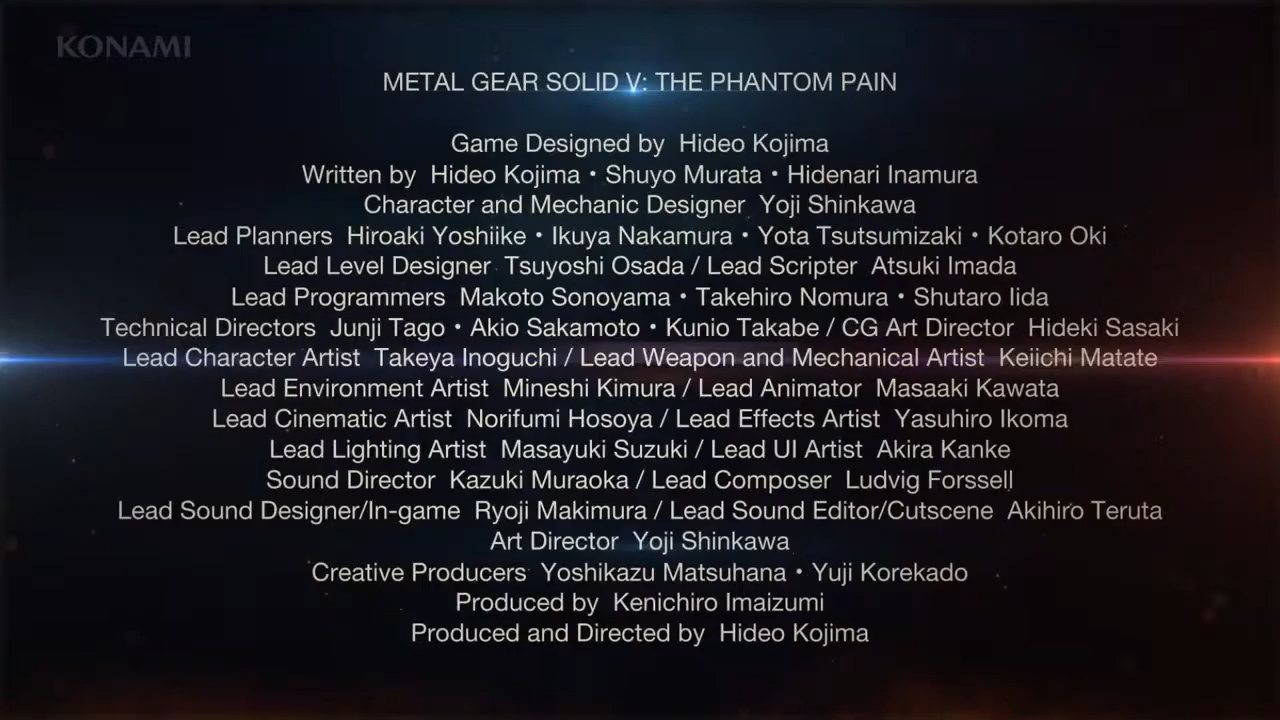 KONAMI
METAL GEAR SOLID V: THE PHANTOM PAIN
Game Designed by Hideo Kojima
Written by Hideo Kojima・Shuyo Murata・Hidenari Inamura
Character and Mechanic Designer Yoji Shinkawa
Lead Planners Hiroaki Yoshiike・Ikuya Nakamura・Yota Tsutsumizaki・Kotaro Oki
Lead Level Designer Tsuyoshi Osada / Lead Scripter Atsuki Imada
Lead Programmers Makoto Sonoyama・Takehiro Nomura・Shutaro Iida
Technical Directors Junji Tago・Akio Sakamoto・Kunio Takabe / CG Art Director Hideki Sasaki
Lead Character Artist Takeya Inoguchi / Lead Weapon and Mechanical Artist Keiichi Matate
Lead Environment Artist Mineshi Kimura / Lead Animator Masaaki Kawata
Lead Cinematic Artist Norifumi Hosoya / Lead Effects Artist Yasuhiro Ikoma
Lead Lighting Artist Masayuki Suzuki / Lead UI Artist Akira Kanke
Sound Director Kazuki Muraoka / Lead Composer Ludvig Forssell
Lead Sound Designer/In-game Ryoji Makimura / Lead Sound Editor/Cutscene Akihiro Teruta
Art Director Yoji Shinkawa
Creative Producers Yoshikazu Matsuhana・Yuji Korekado
Produced by Kenichiro Imaizumi
Produced and Directed by Hideo Kojima